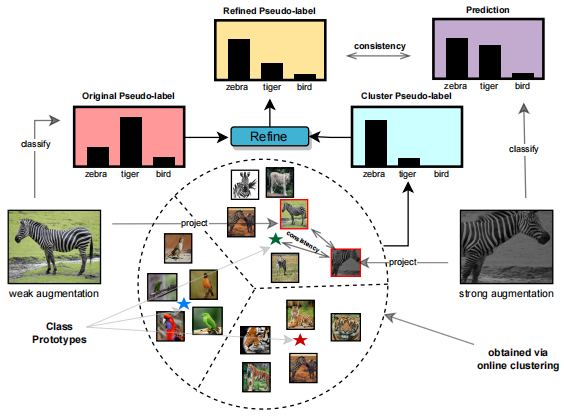 Refined Pseudo-label
Prediction
zebra tiger bird
consistency
zebra tiger bird
Original Pseudo-label
Cluster Pseudo-label
Refine
zebra tiger bird
zebra tiger bird
classify
classify
project
consistency
project
weak augmentation
strong augmentation
Class
Prototypes
obtained via
online clustering